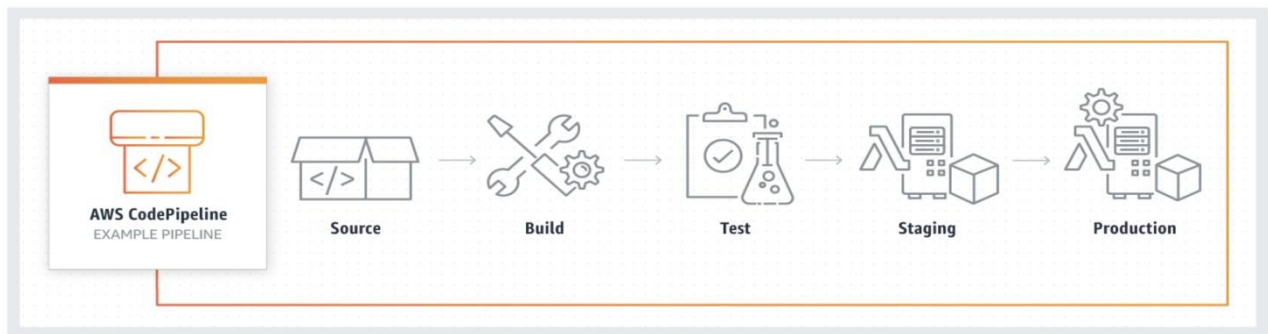 AWS CodePipeline
EXAMPLE PIPELINE
</>
</>
Source
Build
Test
Staging
Production